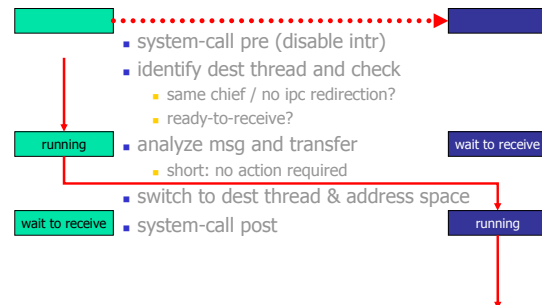 system-call pre (disable intr)
identify dest thread and check
same chief / no ipc redirection?
ready-to-receive?
running
analyze msg and transfer
wait to receive
short: no action required
switch to dest thread & address space
wait to receive
system-call post
running